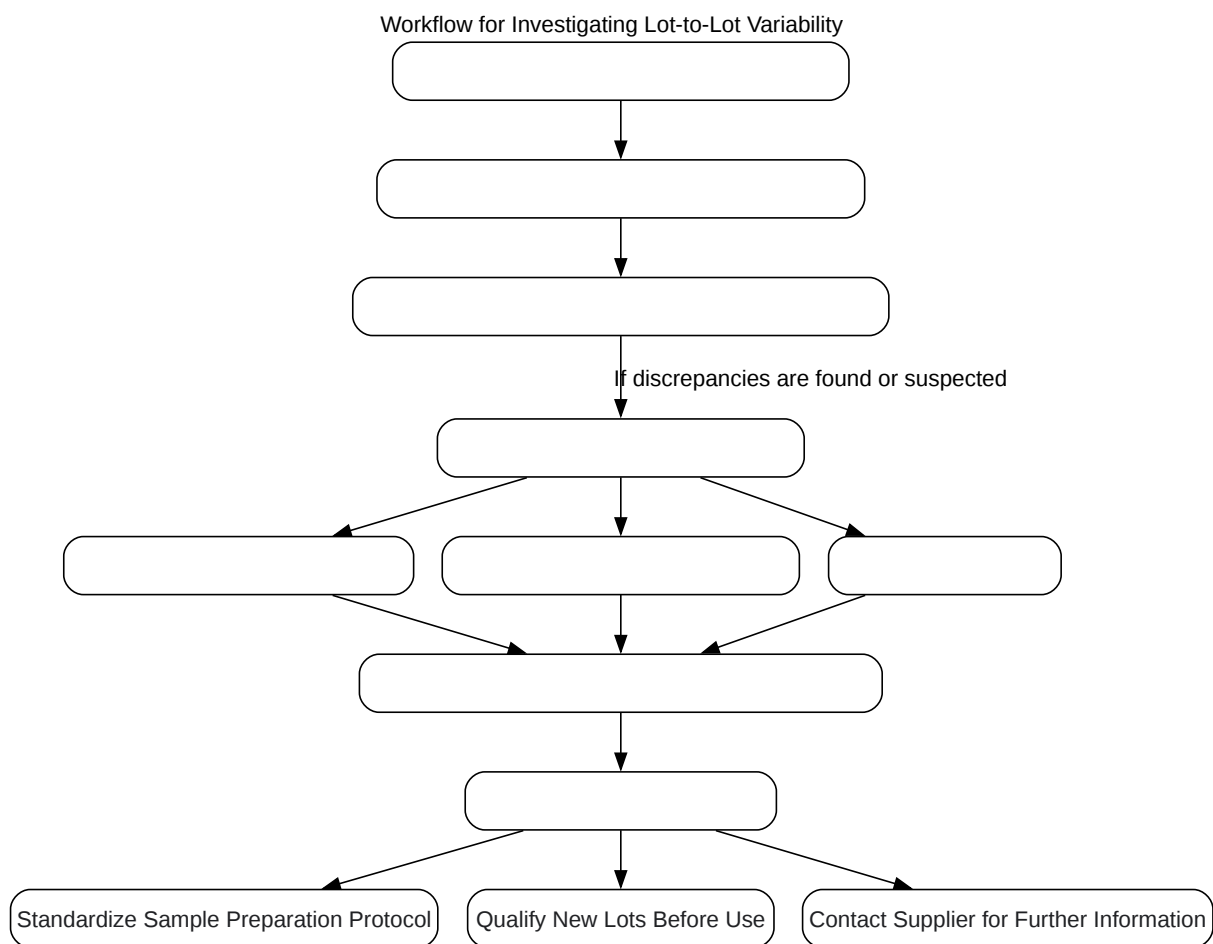 Workflow for Investigating Lot-to-Lot Variability
If discrepancies are found or suspected
Standardize Sample Preparation Protocol
Qualify New Lots Before Use
Contact Supplier for Further Information